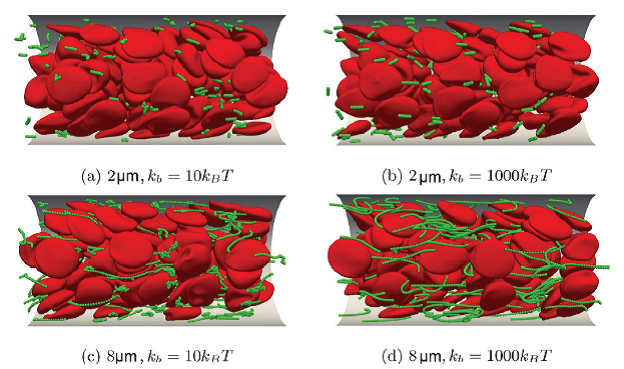 (a) 2μm, k_b = 10k_BT
(b) 2μm, k_b = 1000k_BT
(c) 8μm, k_b = 10k_BT
(d) 8μm, k_b = 1000k_BT